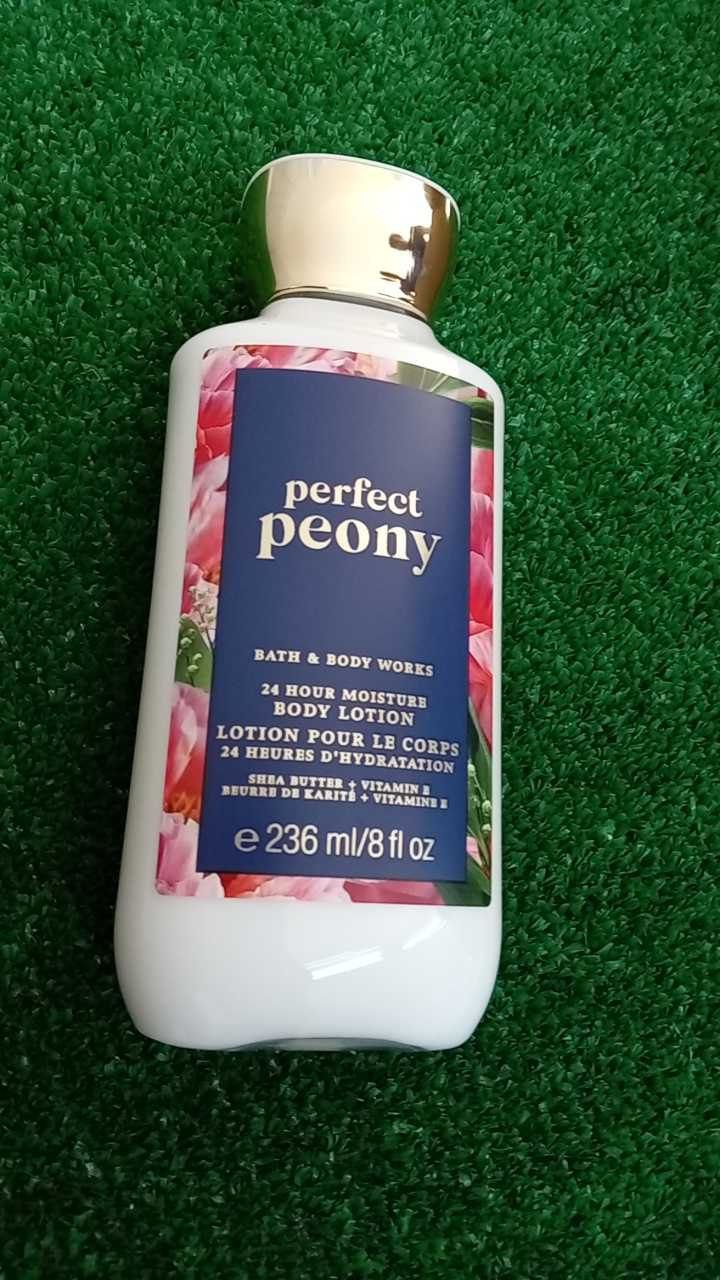 perfect
peony
BATH & BODY WORKS
24 HOUR MOISTURE
BODY LOTION
LOTION POUR LE CORPS
24 HEURES D'HYDRATATION
SHEA BUTTER + VITAMIN E
BEURRE DE KARITÉ + VITAMINE E
℮ 236 ml/8 fl oz